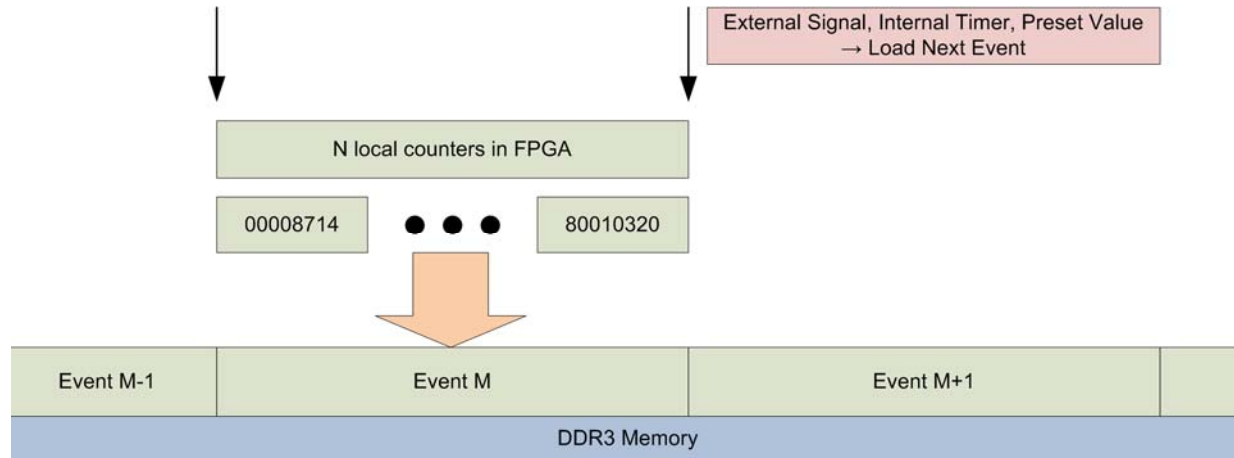 External Signal, Internal Timer, Preset Value
→ Load Next Event
N local counters in FPGA
00008714
80010320
Event M-1
Event M
Event M+1
DDR3 Memory